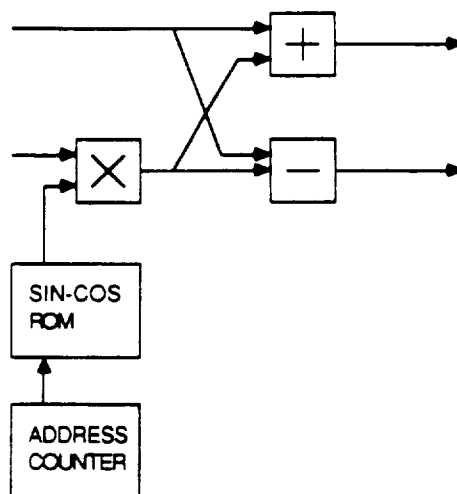 +
×
−
SIN-COS
ROM
ADDRESS
COUNTER